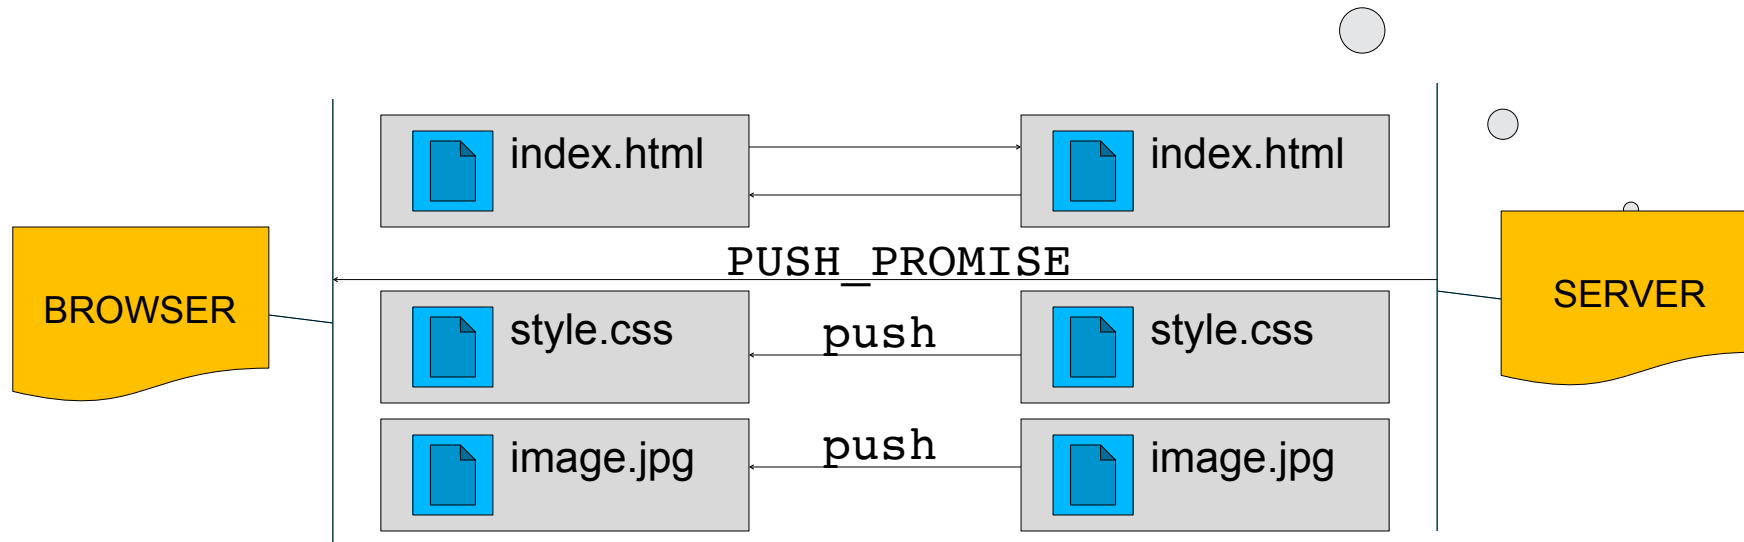 index.html
index.html
PUSH_PROMISE
BROWSER
SERVER
style.css
push
style.css
image.jpg
push
image.jpg